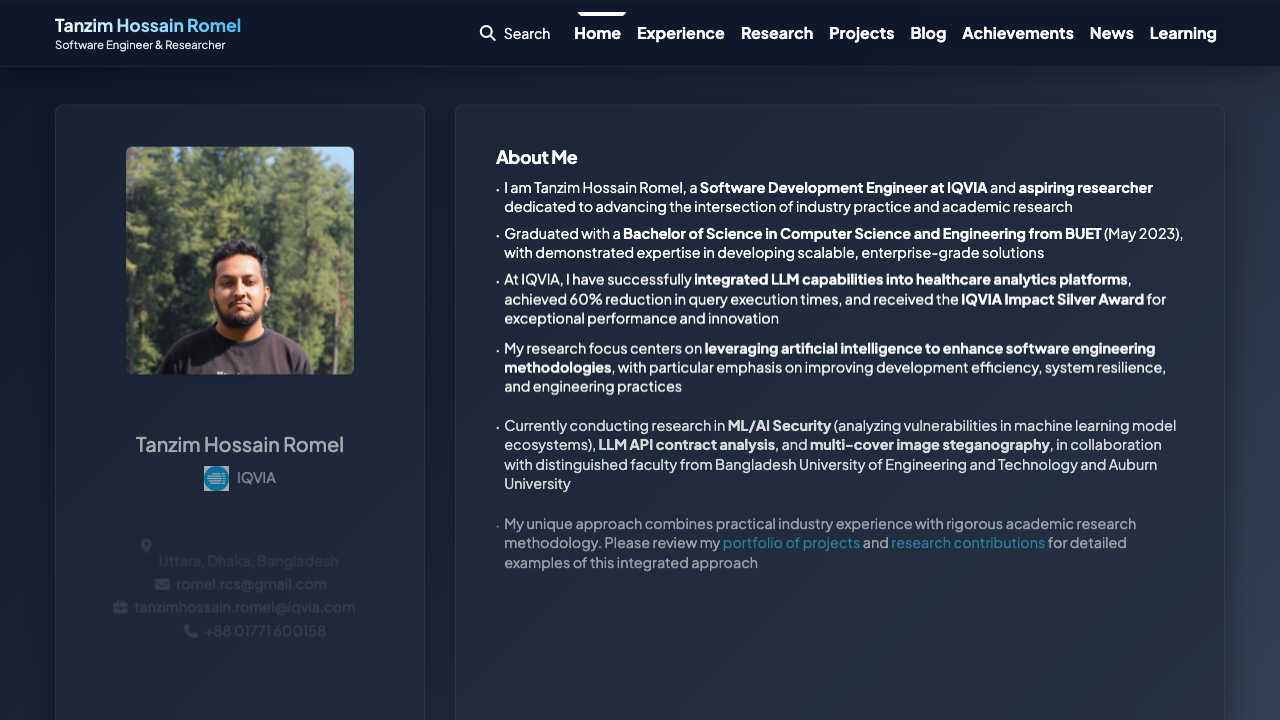 Tanzim Hossain Romel
Software Engineer & Researcher
Search
Home
Experience
Research
Projects
Blog
Achievements
News
Learning
Tanzim Hossain Romel
IQVIA
Uttara, Dhaka, Bangladesh
romel.rcs@gmail.com
tanzimhossain.romel@iqvia.com
+88 01771 600158
About Me
• I am Tanzim Hossain Romel, a Software Development Engineer at IQVIA and aspiring researcher
dedicated to advancing the intersection of industry practice and academic research
• Graduated with a Bachelor of Science in Computer Science and Engineering from BUET (May 2023),
with demonstrated expertise in developing scalable, enterprise-grade solutions
• At IQVIA, I have successfully integrated LLM capabilities into healthcare analytics platforms,
achieved 60% reduction in query execution times, and received the IQVIA Impact Silver Award for
exceptional performance and innovation
• My research focus centers on leveraging artificial intelligence to enhance software engineering
methodologies, with particular emphasis on improving development efficiency, system resilience,
and engineering practices
• Currently conducting research in ML/AI Security (analyzing vulnerabilities in machine learning model
ecosystems), LLM API contract analysis, and multi-cover image steganography, in collaboration
with distinguished faculty from Bangladesh University of Engineering and Technology and Auburn
University
• My unique approach combines practical industry experience with rigorous academic research
methodology. Please review my portfolio of projects and research contributions for detailed
examples of this integrated approach